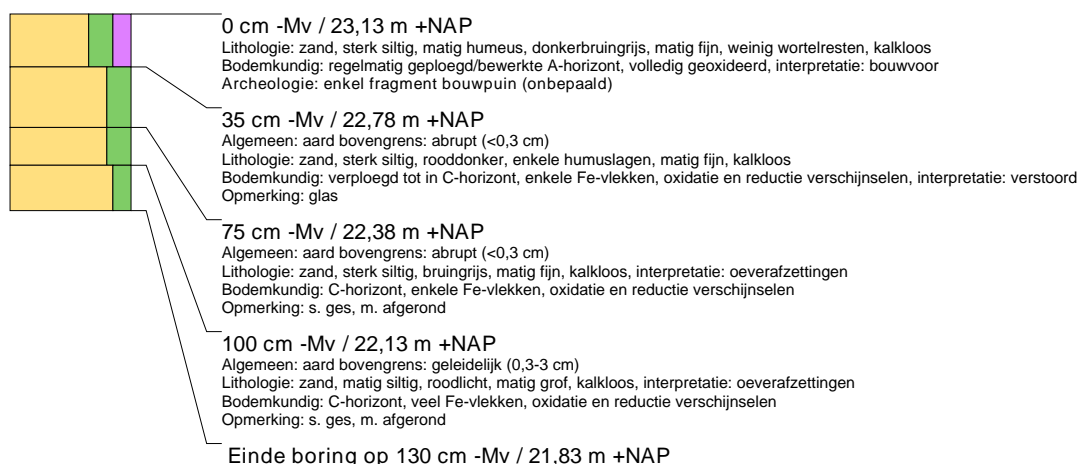 0 cm -Mv / 23,13 m +NAP
Lithologie: zand, sterk siltig, matig humeus, donkerbruingrijs, matig fijn, weinig wortelresten, kalkloos
Bodemkundig: regelmatig geploegd/bewerkte A-horizont, volledig geoxideerd, interpretatie: bouwvoor
Archeologie: enkel fragment bouwpuin (onbepaald)
35 cm -Mv / 22,78 m +NAP
Algemeen: aard bovengrens: abrupt (<0,3 cm)
Lithologie: zand, sterk siltig, rooddonker, enkele humuslagen, matig fijn, kalkloos
Bodemkundig: verploegd tot in C-horizont, enkele Fe-vlekken, oxidatie en reductie verschijnselen, interpretatie: verstoord
Opmerking: glas
75 cm -Mv / 22,38 m +NAP
Algemeen: aard bovengrens: abrupt (<0,3 cm)
Lithologie: zand, sterk siltig, bruingrijs, matig fijn, kalkloos, interpretatie: oeverafzettingen
Bodemkundig: C-horizont, enkele Fe-vlekken, oxidatie en reductie verschijnselen
Opmerking: s. ges, m. afgerond
100 cm -Mv / 22,13 m +NAP
Algemeen: aard bovengrens: geleidelijk (0,3-3 cm)
Lithologie: zand, matig siltig, roodlicht, matig grof, kalkloos, interpretatie: oeverafzettingen
Bodemkundig: C-horizont, veel Fe-vlekken, oxidatie en reductie verschijnselen
Opmerking: s. ges, m. afgerond
Einde boring op 130 cm -Mv / 21,83 m +NAP